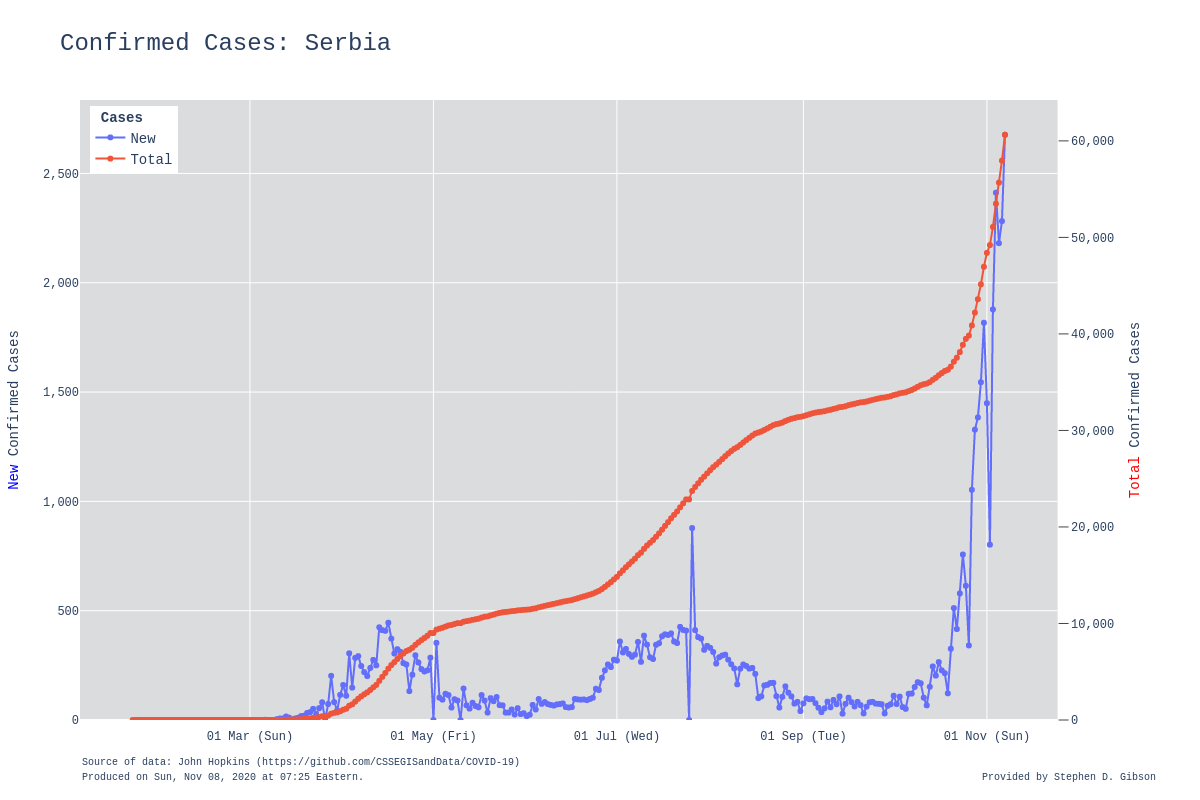 Confirmed Cases: Serbia
Cases
New
Total
2,500
2,000
1,500
1,000
500
0
New Confirmed Cases
60,000
50,000
40,000
30,000
20,000
10,000
0
Total Confirmed Cases
01 Mar (Sun)
01 May (Fri)
01 Jul (Wed)
01 Sep (Tue)
01 Nov (Sun)
Source of data: John Hopkins (https://github.com/CSSEGISandData/COVID-19)
Produced on Sun, Nov 08, 2020 at 07:25 Eastern.
Provided by Stephen D. Gibson